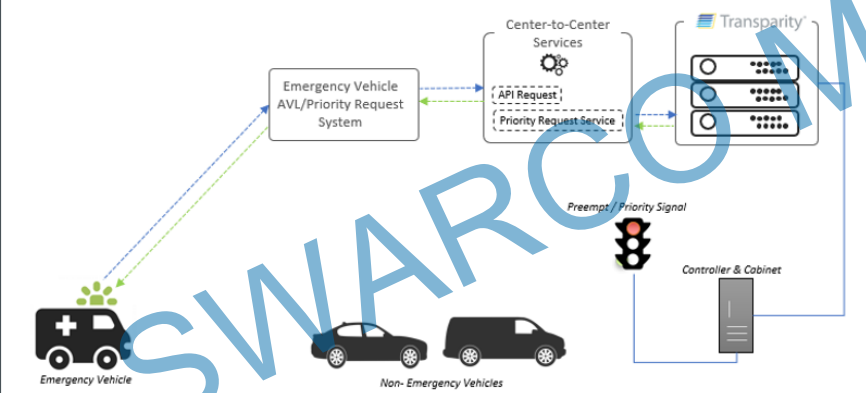 Center-to-Center
Services
Transparity
Emergency Vehicle
AVL/Priority Request
System
API Request
Priority Request Service
Preempt / Priority Signal
Controller & Cabinet
Emergency Vehicle
Non- Emergency Vehicles
SWARCO M